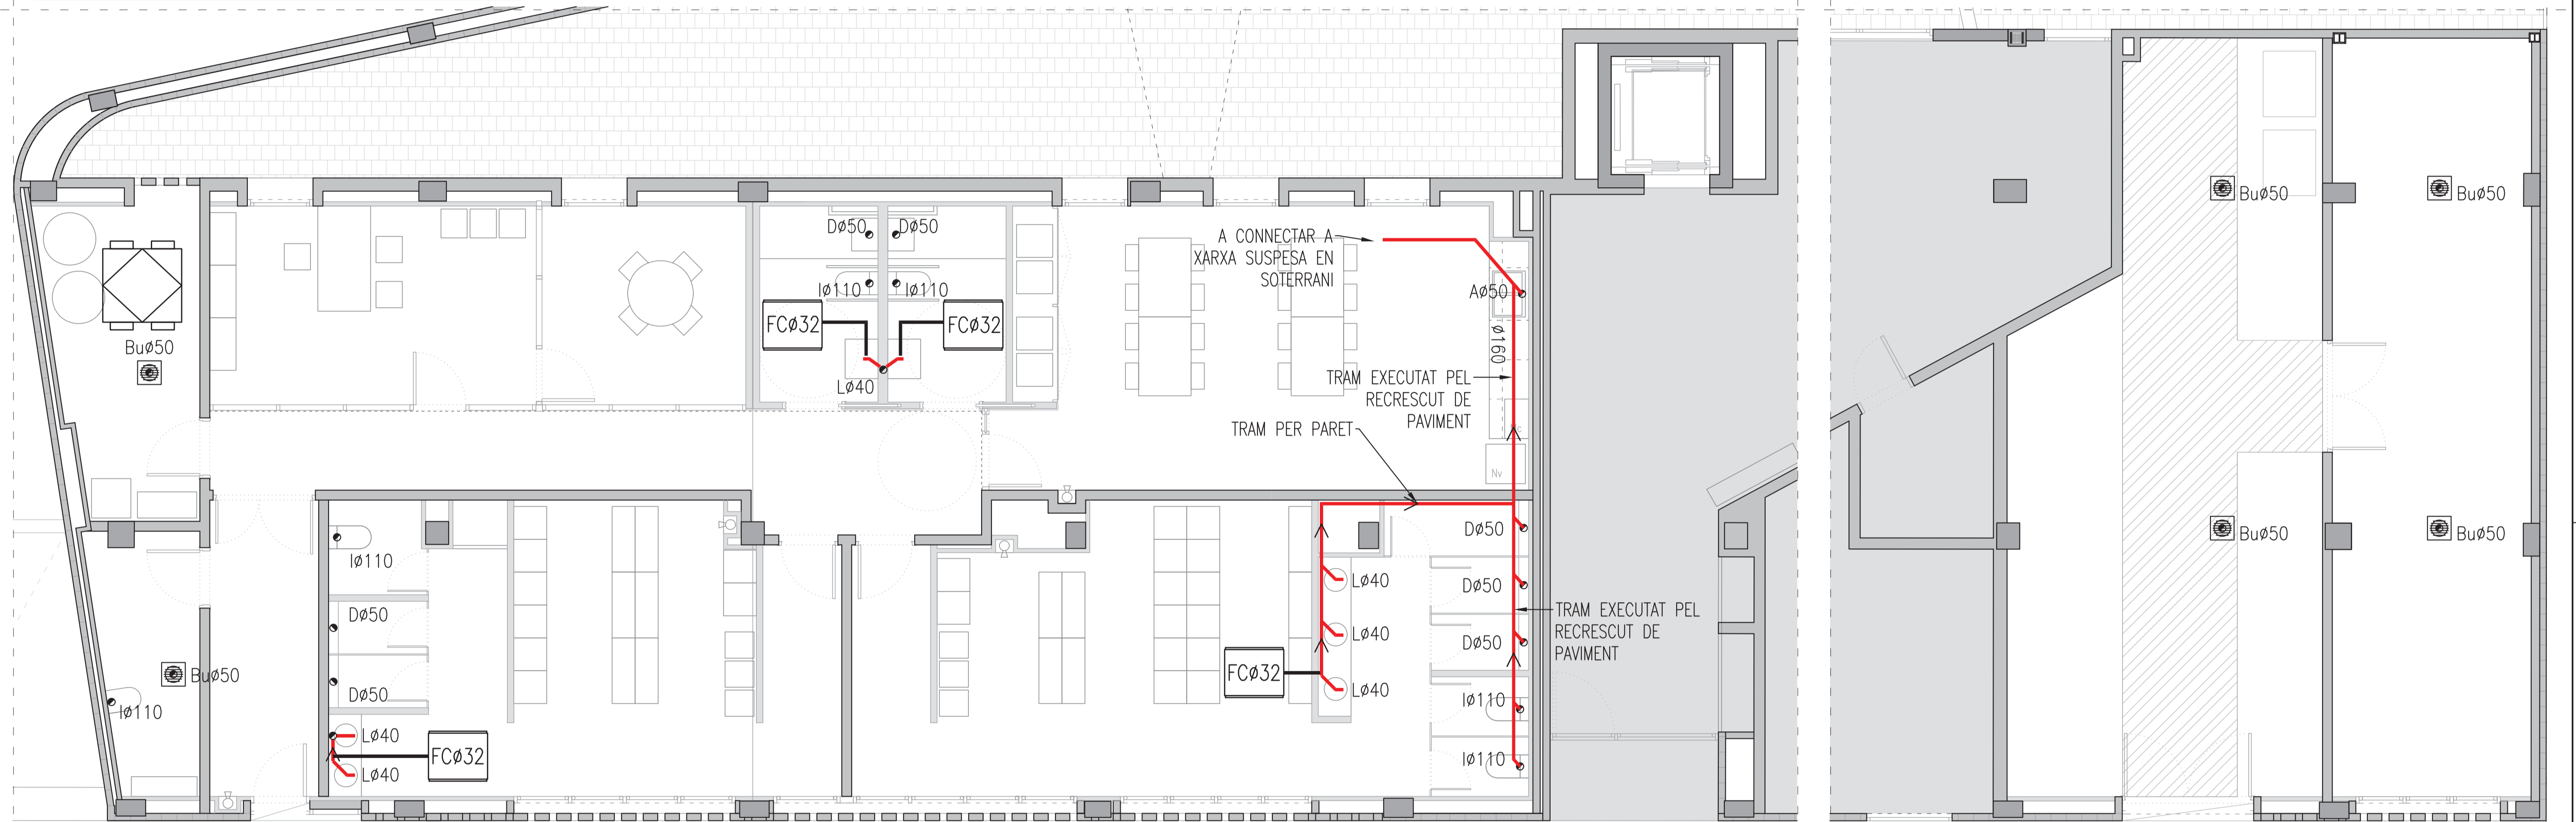 Dø50
Dø50
Iø110
Iø110
FCø32
FCø32
Lø40
Buø50
A CONNECTAR A
XARXA SUSPESA EN
SOTERRANI
Aø50
ø160
TRAM EXECUTAT PEL
RECRESCUT DE
PAVIMENT
TRAM PER PARET
Nv
Buø50
Buø50
Buø50
Buø50
Iø110
Dø50
Dø50
Lø40
Lø40
FCø32
Buø50
Iø110
Lø40
Lø40
Lø40
FCø32
Dø50
Dø50
Dø50
Iø110
Iø110
TRAM EXECUTAT PEL
RECRESCUT DE
PAVIMENT